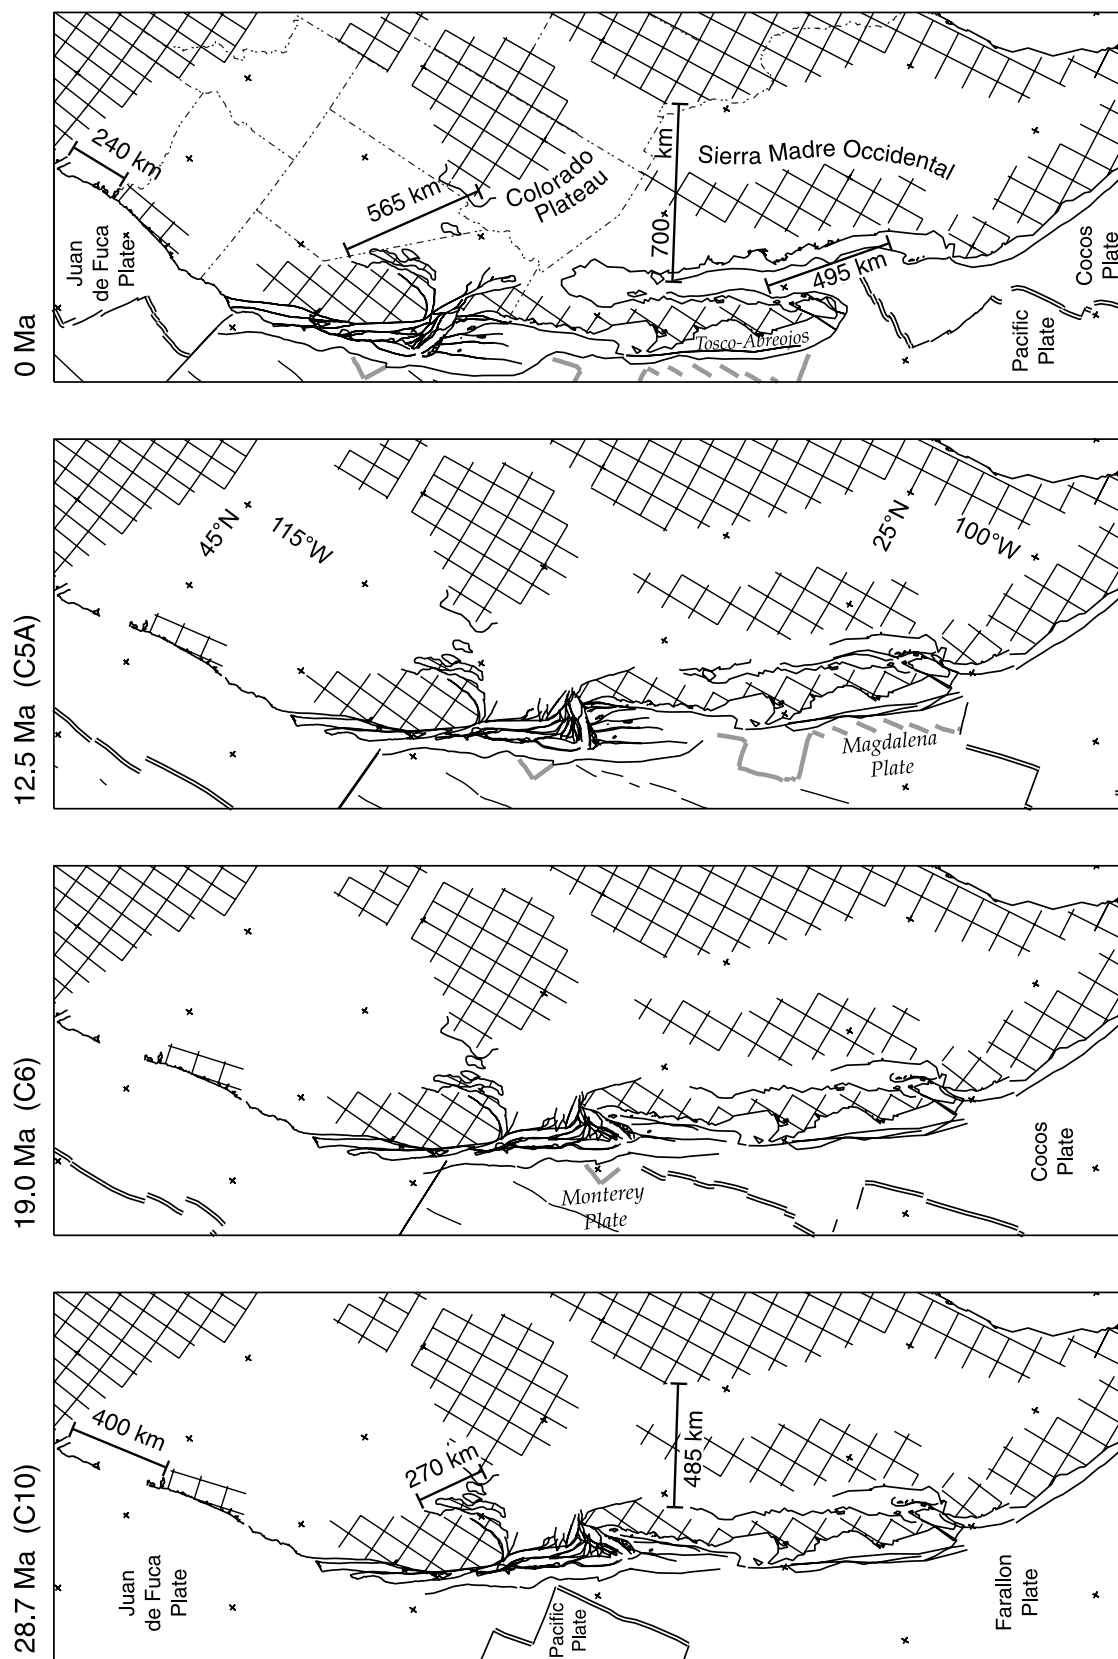 0 Ma
240 km
Juan
de Fuca
Plate
565 km
Colorado
Plateau
700 km
Sierra Madre Occidental
495 km
Tosco-Abreojos
Pacific
Plate
Cocos
Plate
12.5 Ma (C5A)
45°N
115°W
25°N
100°W
Magdalena
Plate
19.0 Ma (C6)
Monterey
Plate
Cocos
Plate
28.7 Ma (C10)
400 km
270 km
485 km
Juan
de Fuca
Plate
Pacific
Plate
Farallon
Plate